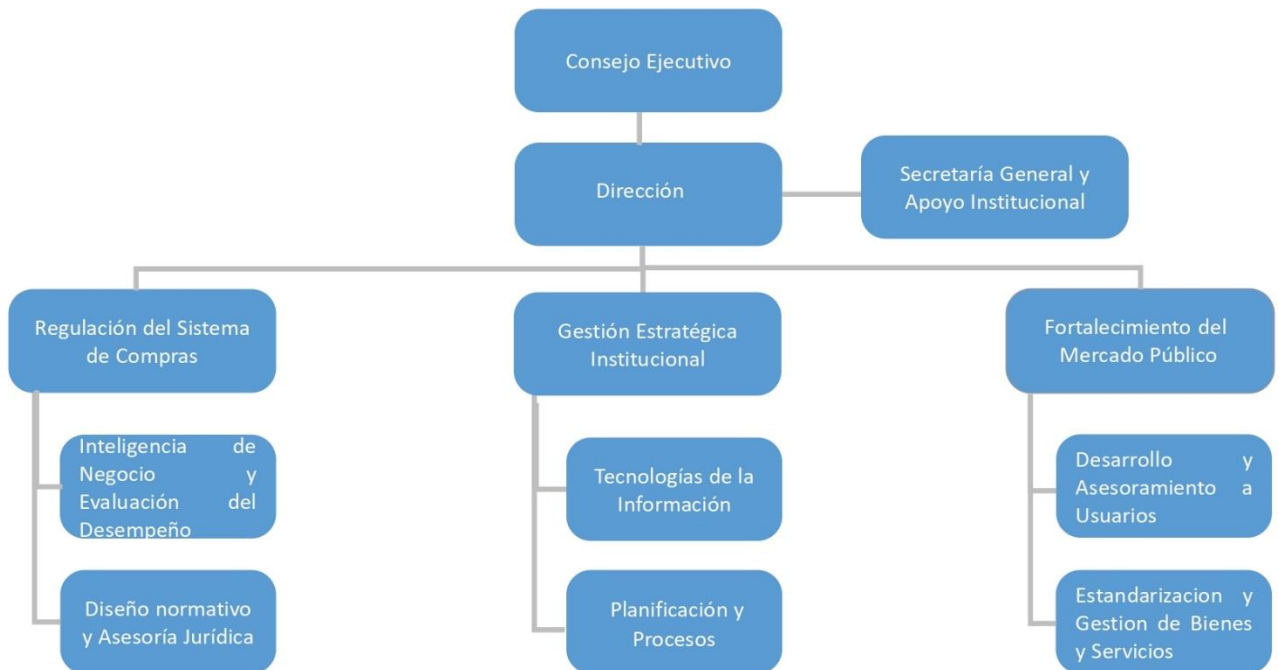 Consejo Ejecutivo
Dirección
Secretaría General y
Apoyo Institucional
Regulación del Sistema
de Compras
Gestión Estratégica
Institucional
Fortalecimiento del
Mercado Público
Inteligencia de
Negocio y
Evaluación del
Desempeño
Tecnologías de la
Información
Desarrollo y
Asesoramiento a
Usuarios
Diseño normativo
y Asesoría Jurídica
Planificación y
Procesos
Estandarizacion y
Gestion de Bienes
y Servicios